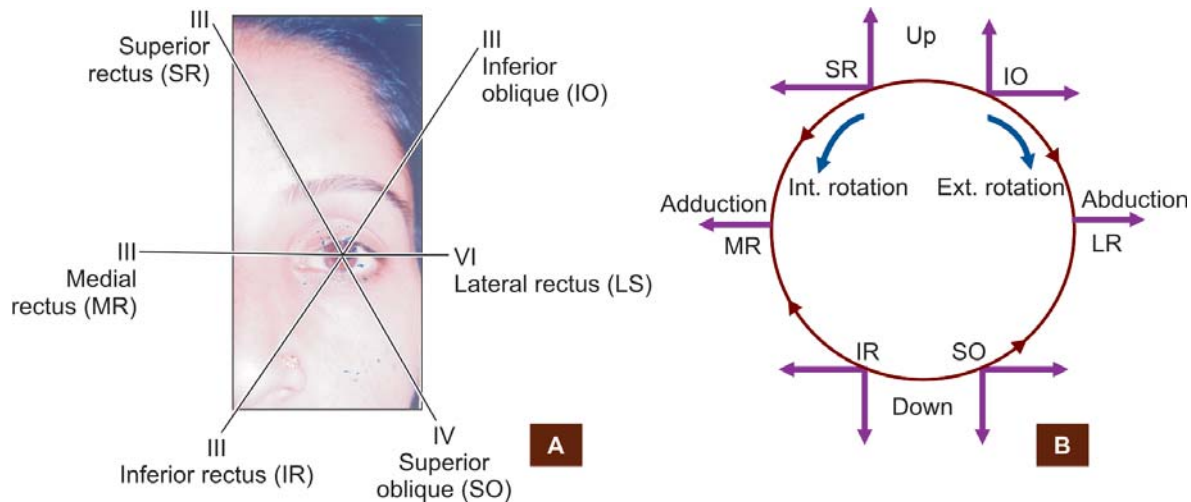 III
Superior
rectus (SR)
III
Inferior
oblique (IO)
III
Medial
rectus (MR)
VI
Lateral rectus (LS)
III
Inferior rectus (IR)
IV
Superior
oblique (SO)
A
Up
SR
IO
Int. rotation
Ext. rotation
Adduction
MR
Abduction
LR
IR
SO
Down
B